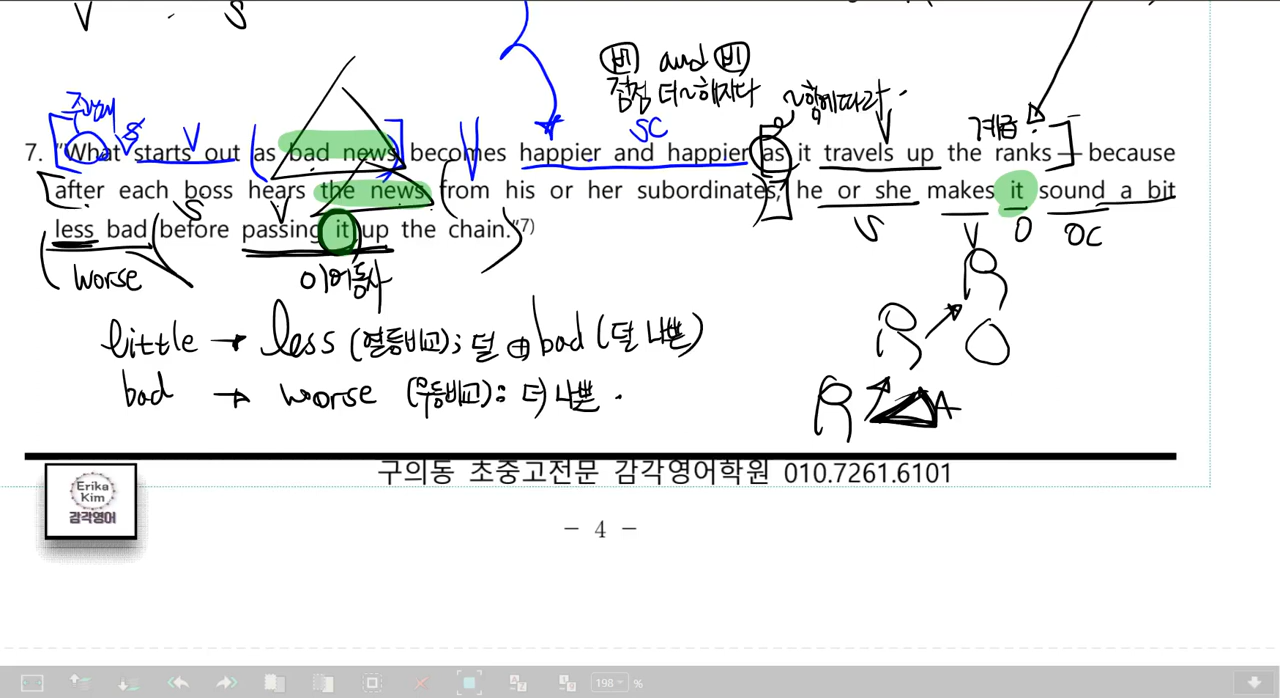 V S
비 and 비
점점 더~해지다
~함에따라.
주어 V S V SC 계급 V
7. "What starts out as bad news becomes happier and happier as it travels up the ranks — because
after each boss hears the news from his or her subordinates, he or she makes it sound a bit
S V S V O OC
less bad before passing it up the chain."7)
worse 이어동사
little → less (열등비교); 덜 + bad (덜 나쁜)
bad → worse (우등비교): 더 나쁜.
A
구의동 초중고전문 감각영어학원 010.7261.6101
Erika
Kim
감각영어
- 4 -
198 %